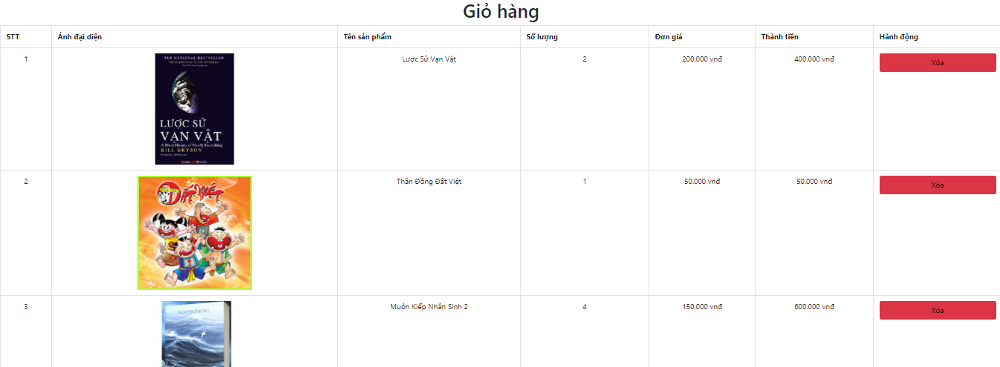 Giỏ hàng
STT Ảnh đại diện Tên sản phẩm Số lượng Đơn giá Thành tiền Hành động
1 Lược Sử Vạn Vật 2 200.000 vnđ 400.000 vnđ Xóa
THE NATIONAL BESTSELLER
LƯỢC SỬ
VẠN VẬT
A Short History of Nearly Everything
BILL BRYSON
2 Thần Đồng Đất Việt 1 50.000 vnđ 50.000 vnđ Xóa
ĐẤT VIỆT
3 Muôn Kiếp Nhân Sinh 2 4 150.000 vnđ 600.000 vnđ Xóa
NGUYÊN PHONG